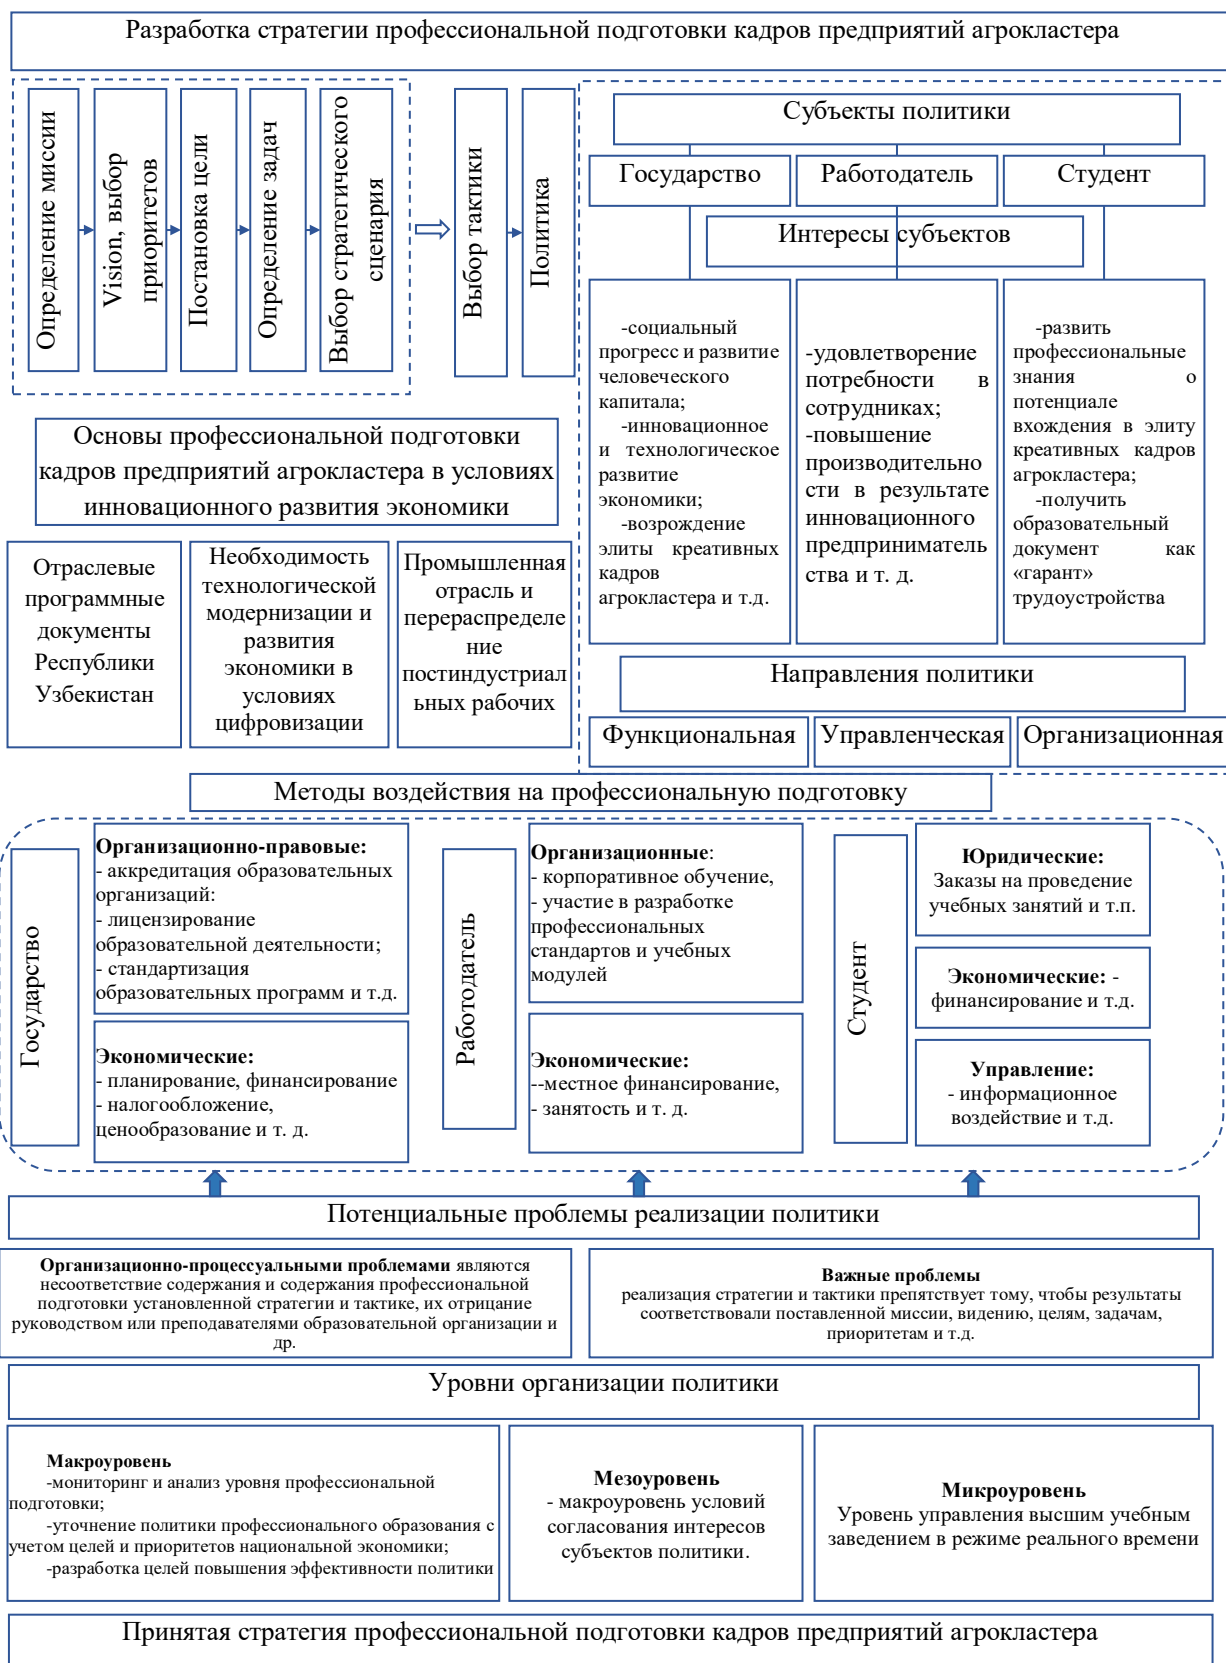 Разработка стратегии профессиональной подготовки кадров предприятий агрокластера
Определение миссии
Vision, выбор
приоритетов
Постановка цели
Определение задач
Выбор стратегического
сценария
Выбор тактики
Политика
Субъекты политики
Государство
Работодатель
Студент
Интересы субъектов
-социальный
прогресс и развитие
человеческого
капитала;
-инновационное
и технологическое
развитие
экономики;
-возрождение
элиты креативных
кадров
агрокластера и т.д.
-удовлетворение
потребности в
сотрудниках;
-повышение
производительно
сти в результате
инновационного
предприниматель
ства и т. д.
-развить
профессиональные
знания о
потенциале
вхождения в элиту
креативных кадров
агрокластера;
-получить
образовательный
документ как
«гарант»
трудоустройства
Основы профессиональной подготовки
кадров предприятий агрокластера в условиях
инновационного развития экономики
Отраслевые
программные
документы
Республики
Узбекистан
Необходимость
технологической
модернизации и
развития
экономики в
условиях
цифровизации
Промышленная
отрасль и
перераспределе
ние
постиндустриал
ьных рабочих
Направления политики
Функциональная
Управленческая
Организационная
Методы воздействия на профессиональную подготовку
Государство
Организационно-правовые:
- аккредитация образовательных
организаций:
- лицензирование
образовательной деятельности;
- стандартизация
образовательных программ и т.д.
Экономические:
- планирование, финансирование
- налогообложение,
ценообразование и т. д.
Работодатель
Организационные:
- корпоративное обучение,
- участие в разработке
профессиональных
стандартов и учебных
модулей
Экономические:
--местное финансирование,
- занятость и т. д.
Студент
Юридические:
Заказы на проведение
учебных занятий и т.п.
Экономические: -
финансирование и т.д.
Управление:
- информационное
воздействие и т.д.
Потенциальные проблемы реализации политики
Организационно-процессуальными проблемами являются
несоответствие содержания и содержания профессиональной
подготовки установленной стратегии и тактике, их отрицание
руководством или преподавателями образовательной организации и
др.
Важные проблемы
реализация стратегии и тактики препятствует тому, чтобы результаты
соответствовали поставленной миссии, видению, целям, задачам,
приоритетам и т.д.
Уровни организации политики
Макроуровень
-мониторинг и анализ уровня профессиональной
подготовки;
-уточнение политики профессионального образования с
учетом целей и приоритетов национальной экономики;
-разработка целей повышения эффективности политики
Мезоуровень
- макроуровень условий
согласования интересов
субъектов политики.
Микроуровень
Уровень управления высшим учебным
заведением в режиме реального времени
Принятая стратегия профессиональной подготовки кадров предприятий агрокластера